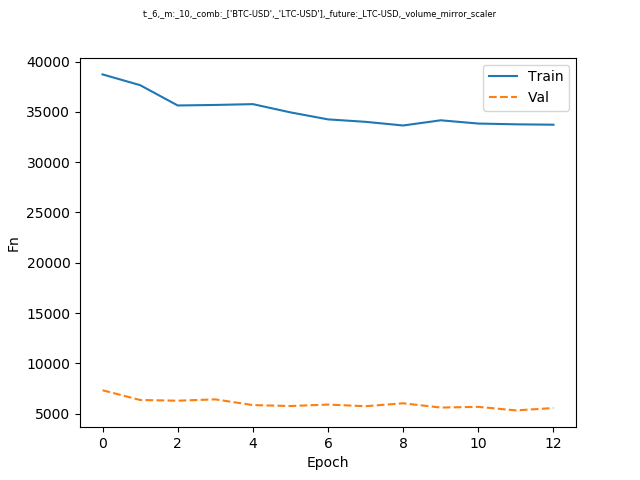 t:_6,_m:_10,_comb:_['BTC-USD',_'LTC-USD'],_future:_LTC-USD,_volume_mirror_scaler
40000
35000
30000
25000
20000
15000
10000
5000
Fn
Train
Val
0 2 4 6 8 10 12
Epoch